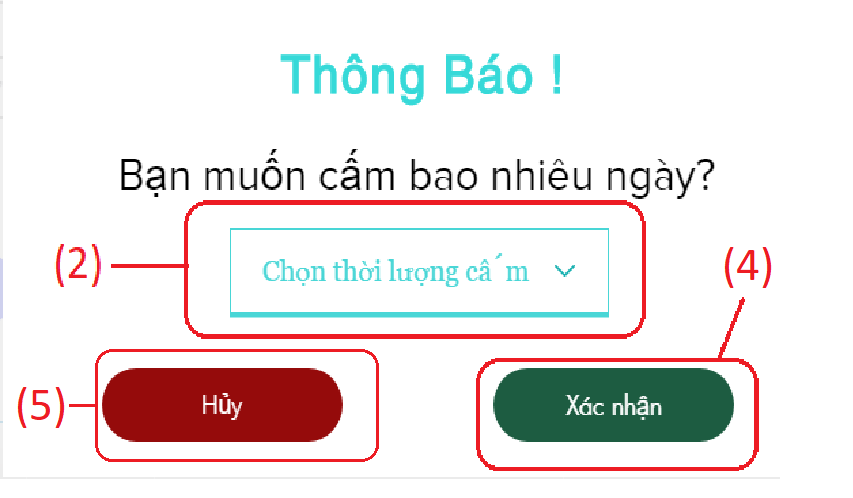 Thông Báo !
Bạn muốn cấm bao nhiêu ngày?
(2)
Chọn thời lượng cấm
(4)
(5)
Hủy
Xác nhận